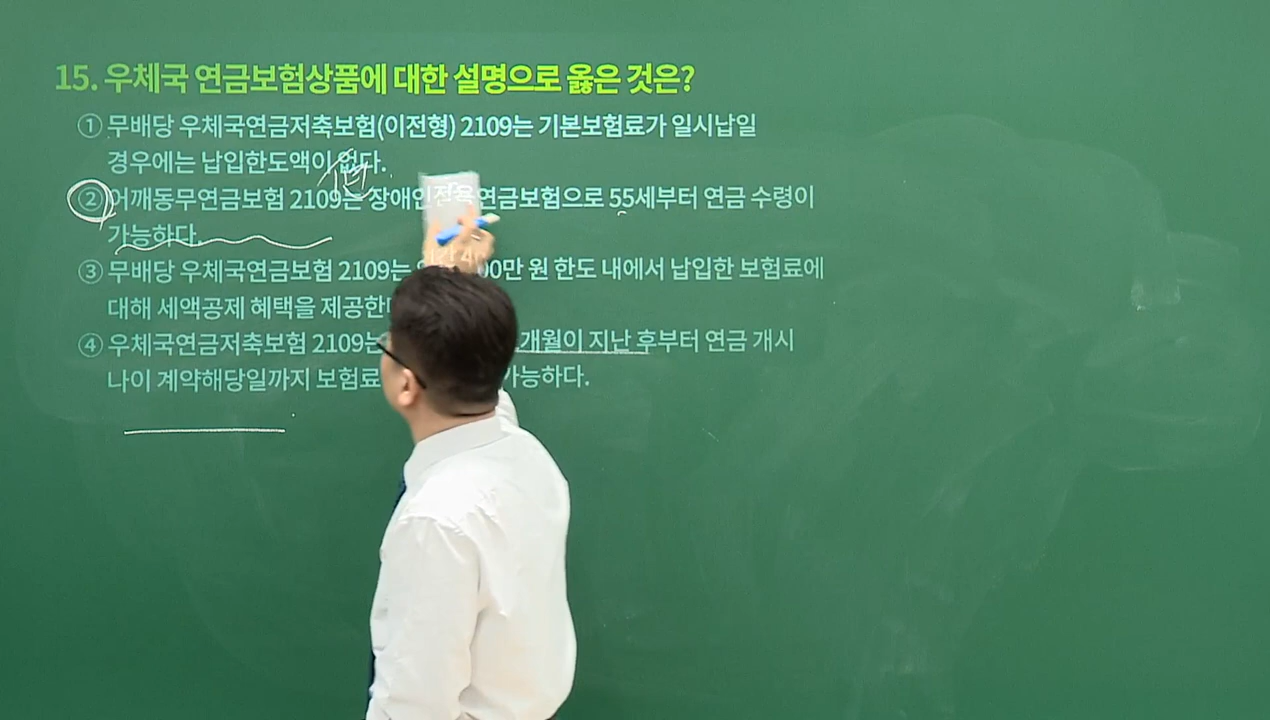 15. 우체국 연금보험상품에 대한 설명으로 옳은 것은?
① 무배당 우체국연금저축보험(이전형) 2109는 기본보험료가 일시납일
경우에는 납입한도액이 없다.
② 어깨동무연금보험 2109는 장애인전용연금보험으로 55세부터 연금 수령이
가능하다.
③ 무배당 우체국연금보험 2109는 00만 원 한도 내에서 납입한 보험료에
대해 세액공제 혜택을 제공한
④ 우체국연금저축보험 2109는 개월이 지난 후부터 연금 개시
나이 계약해당일까지 보험료 가능하다.